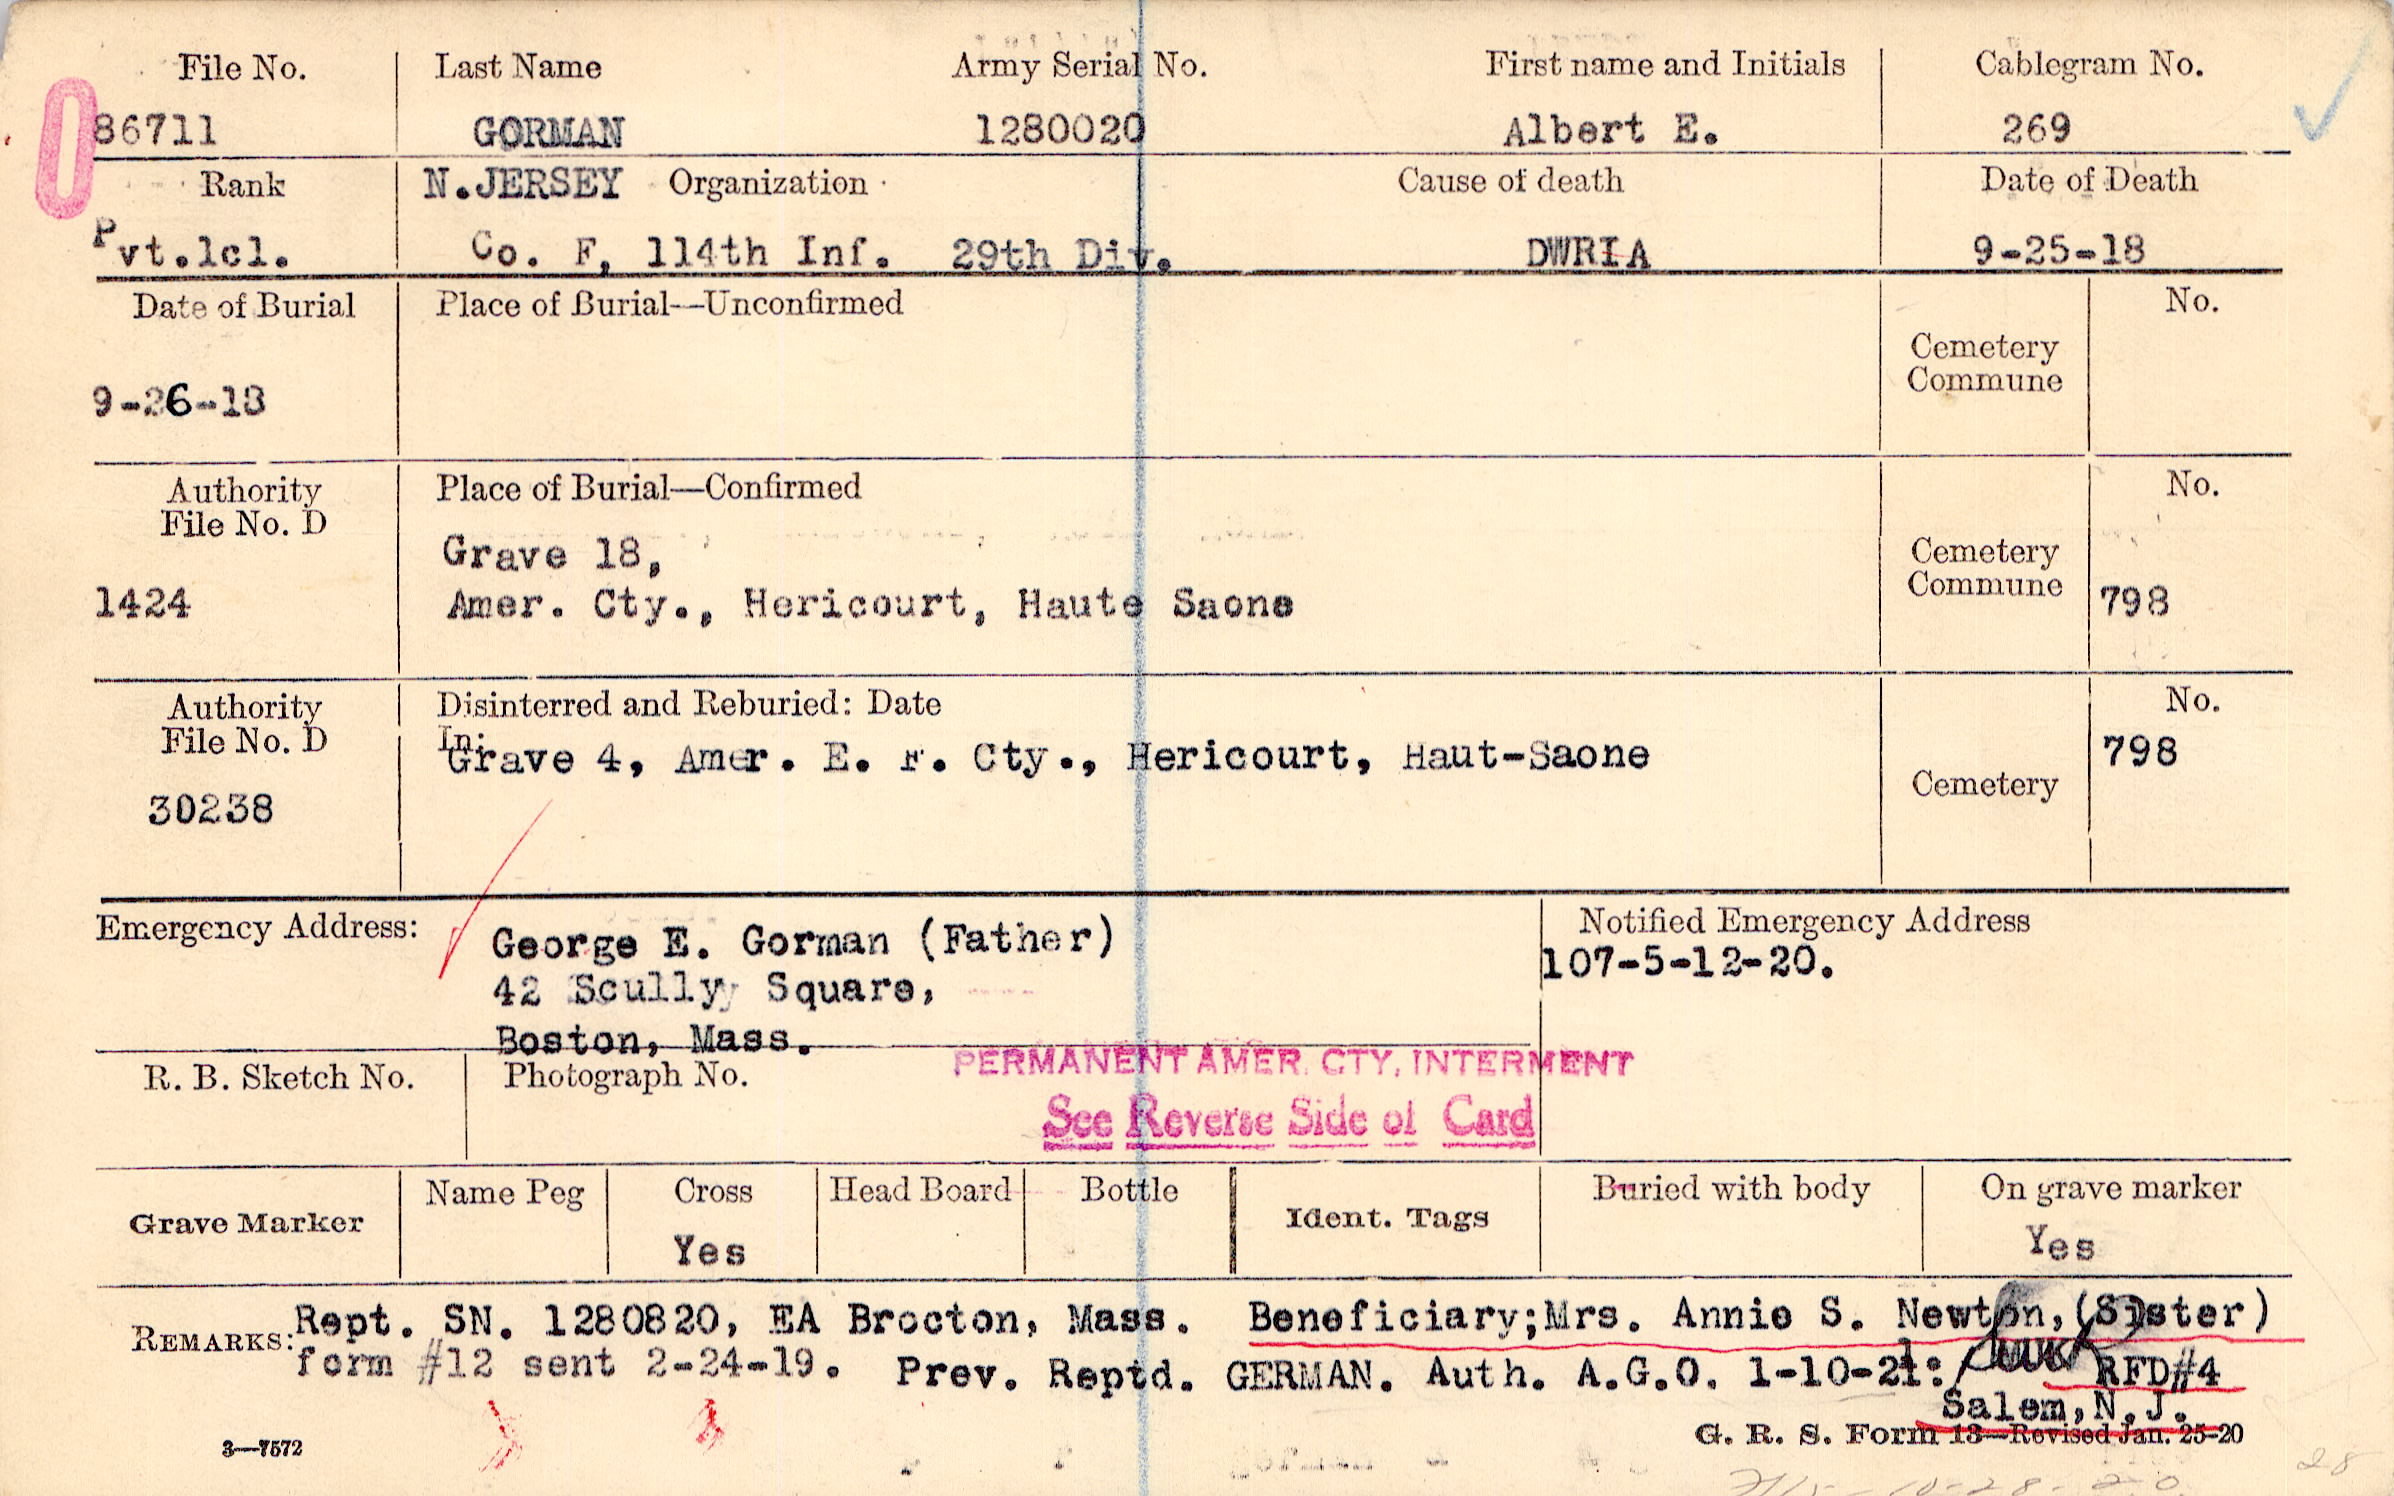 File No. Last Name Army Serial No. First name and Initials Cablegram No.
86711 GORMAN 1280020 Albert E. 269
Rank N.JERSEY Organization Cause of death Date of Death
Pvt.1cl. Co. F, 114th Inf. 29th Div. DWRIA 9-25-18
Date of Burial Place of Burial—Unconfirmed No.
Cemetery
Commune
9-26-18
Authority Place of Burial—Confirmed No.
File No. D
Grave 18, Cemetery
Commune
1424 Amer. Cty., Hericourt, Haute Saone 798
Authority Disinterred and Reburied: Date No.
File No. D In:
Grave 4, Amer. E. F. Cty., Hericourt, Haut-Saone 798
Cemetery
30238
Emergency Address: Notified Emergency Address
George E. Gorman (Father) 107-5-12-20.
42 Scully Square,
Boston, Mass.
PERMANENT AMER. CTY. INTERMENT
R. B. Sketch No. Photograph No.
See Reverse Side of Card
Name Peg Cross Head Board Bottle Buried with body On grave marker
Grave Marker Ident. Tags
Yes Yes
REMARKS: Rept. SN. 1280820, EA Brocton, Mass. Beneficiary;Mrs. Annie S. Newton,(Sister)
form #12 sent 2-24-19. Prev. Reptd. GERMAN. Auth. A.G.O. 1-10-21: RFD#4
Salem,N.J.
3—7572 G. R. S. Form 13—Revised Jan. 25-20
28